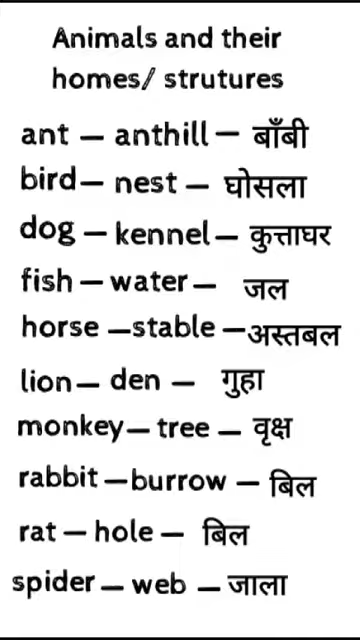 Animals and their
homes/ strutures
ant – anthill – बाँबी
bird – nest – घोसला
dog – kennel – कुत्ताघर
fish – water – जल
horse – stable – अस्तबल
lion – den – गुहा
monkey – tree – वृक्ष
rabbit – burrow – बिल
rat – hole – बिल
spider – web – जाला